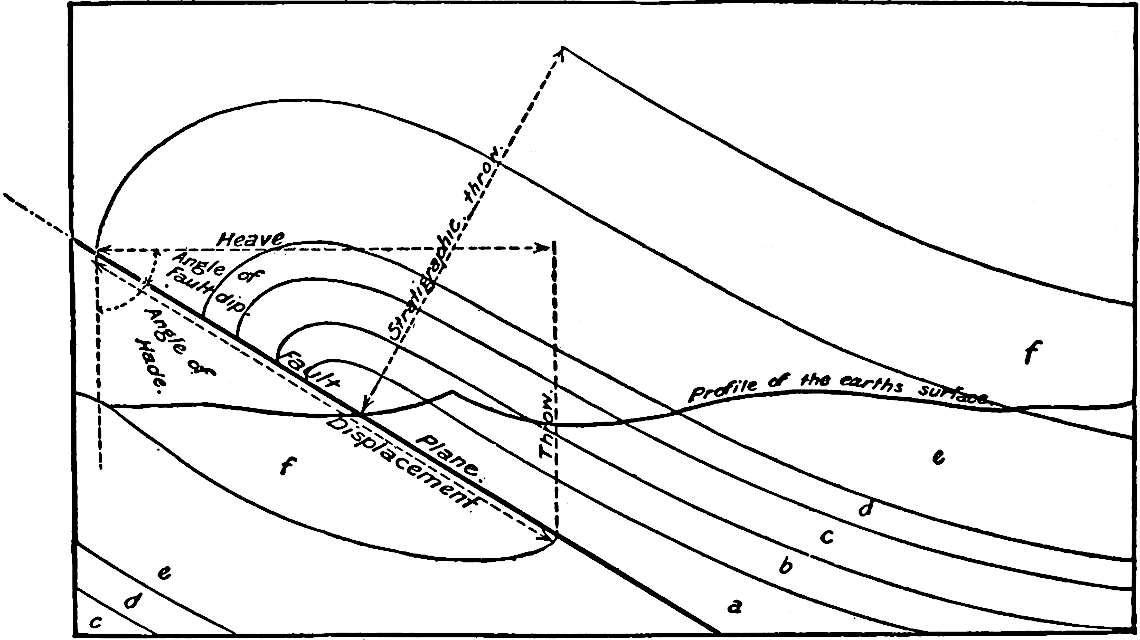 Heave
Stratigraphic throw.
Angle of
Fault dip
Angle of
Hade.
Fault Plane.
Displacement
Throw.
Profile of the earths surface.
f
f
e
d
c
b
a
e
d
c